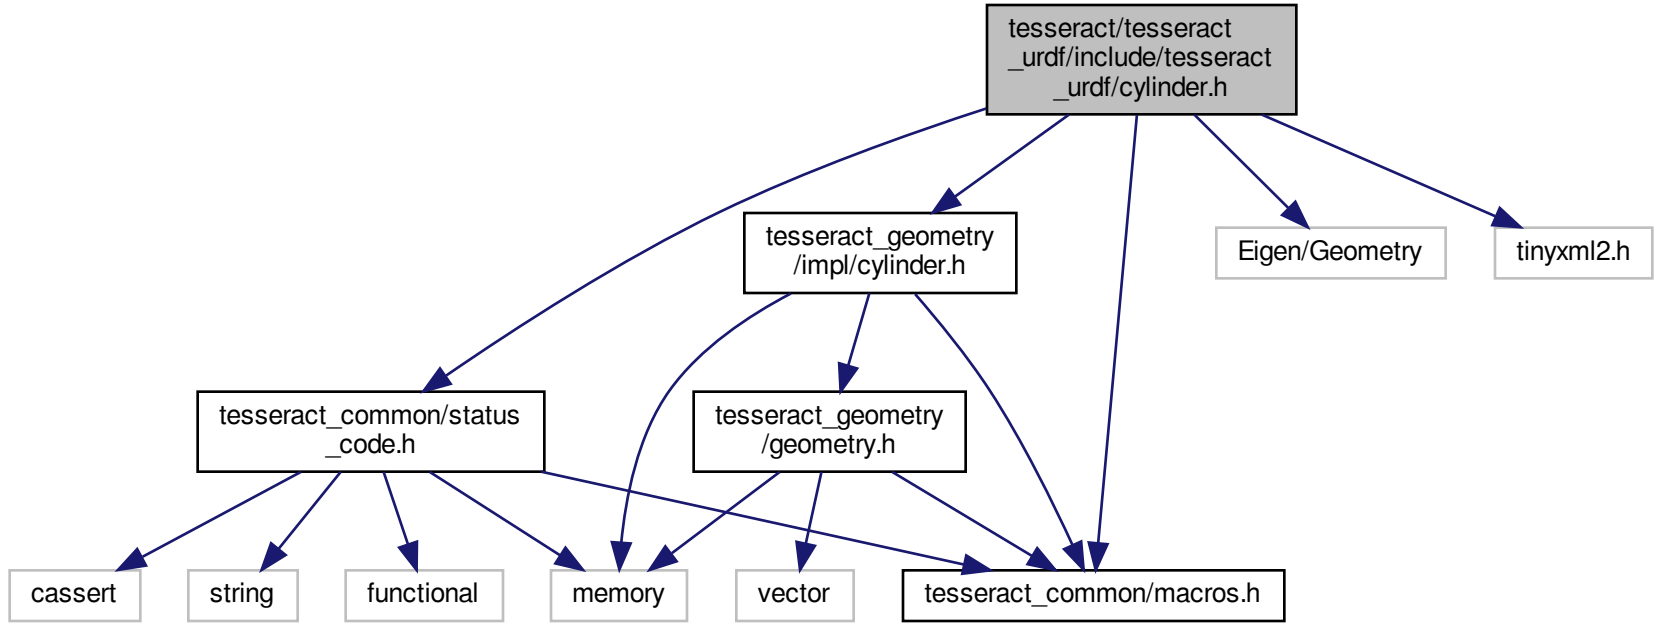 tesseract/tesseract
_urdf/include/tesseract
_urdf/cylinder.h
tesseract_geometry
/impl/cylinder.h
Eigen/Geometry
tinyxml2.h
tesseract_common/status
_code.h
tesseract_geometry
/geometry.h
cassert
string
functional
memory
vector
tesseract_common/macros.h